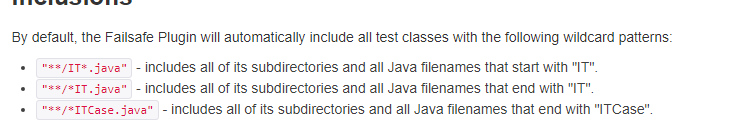 Inclusions
By default, the Failsafe Plugin will automatically include all test classes with the following wildcard patterns:
• "**/IT*.java" - includes all of its subdirectories and all Java filenames that start with "IT".
• "**/*IT.java" - includes all of its subdirectories and all Java filenames that end with "IT".
• "**/*ITCase.java" - includes all of its subdirectories and all Java filenames that end with "ITCase".